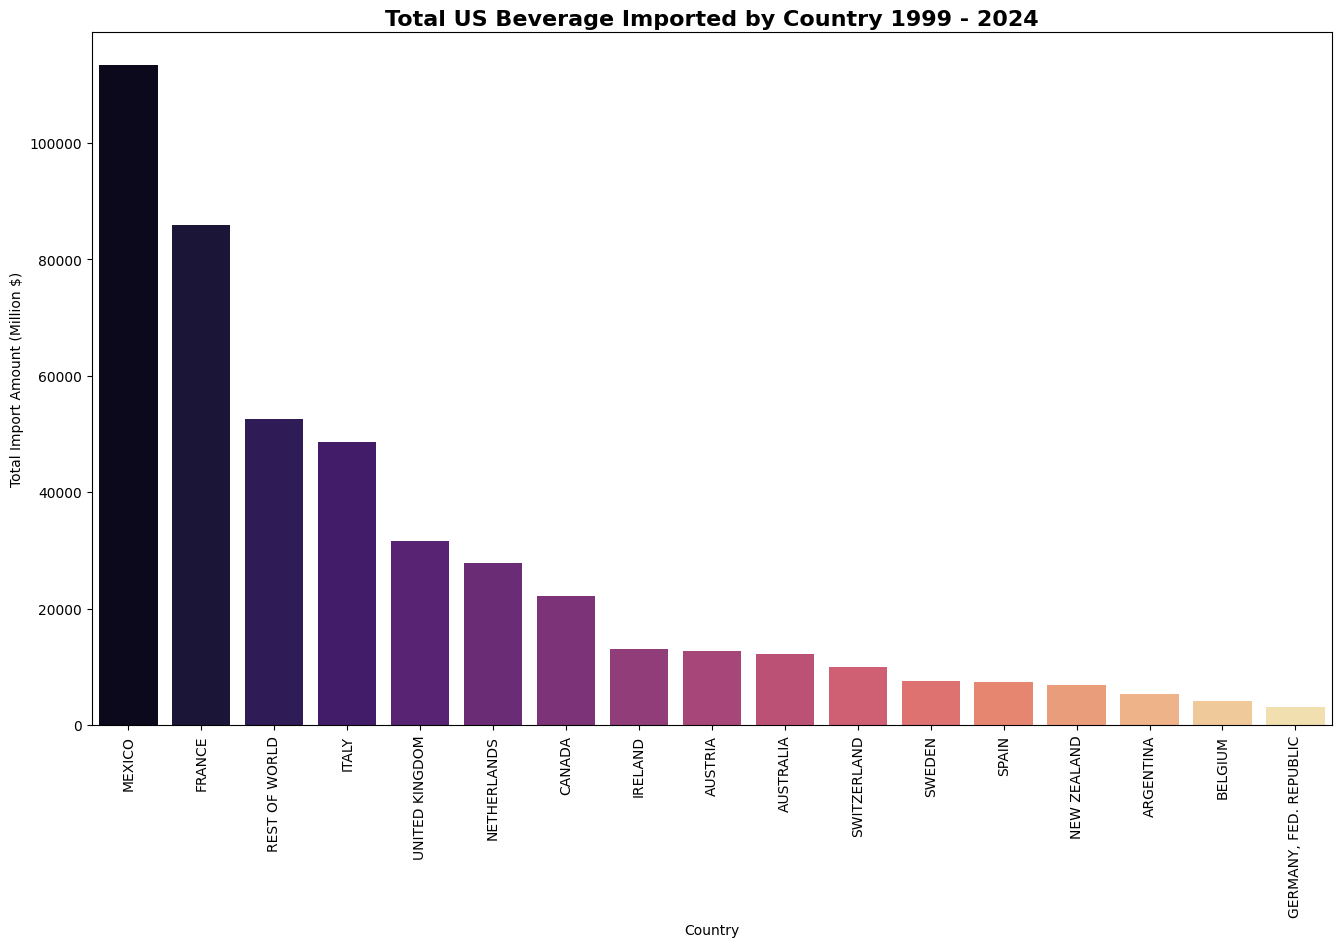 Total US Beverage Imported by Country 1999 - 2024
Total Import Amount (Million $)
100000
80000
60000
40000
20000
0
MEXICO
FRANCE
REST OF WORLD
ITALY
UNITED KINGDOM
NETHERLANDS
CANADA
IRELAND
AUSTRIA
AUSTRALIA
SWITZERLAND
SWEDEN
SPAIN
NEW ZEALAND
ARGENTINA
BELGIUM
GERMANY, FED. REPUBLIC
Country